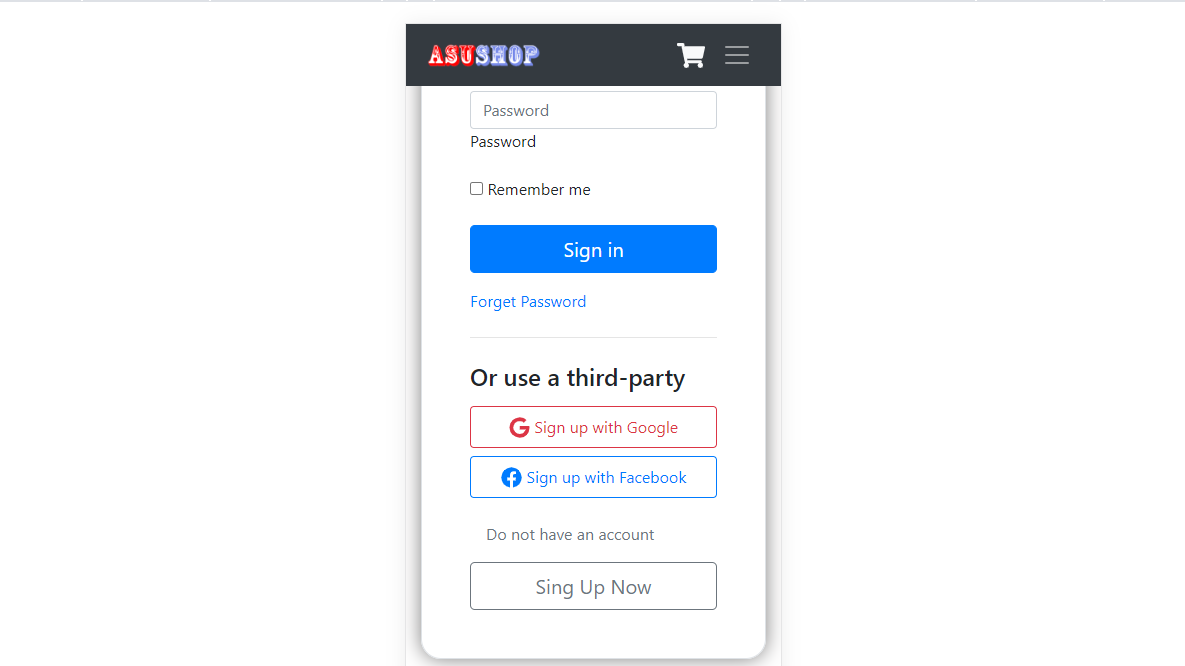 ASUSHOP
Password
Password
Remember me
Sign in
Forget Password
Or use a third-party
Sign up with Google
Sign up with Facebook
Do not have an account
Sing Up Now